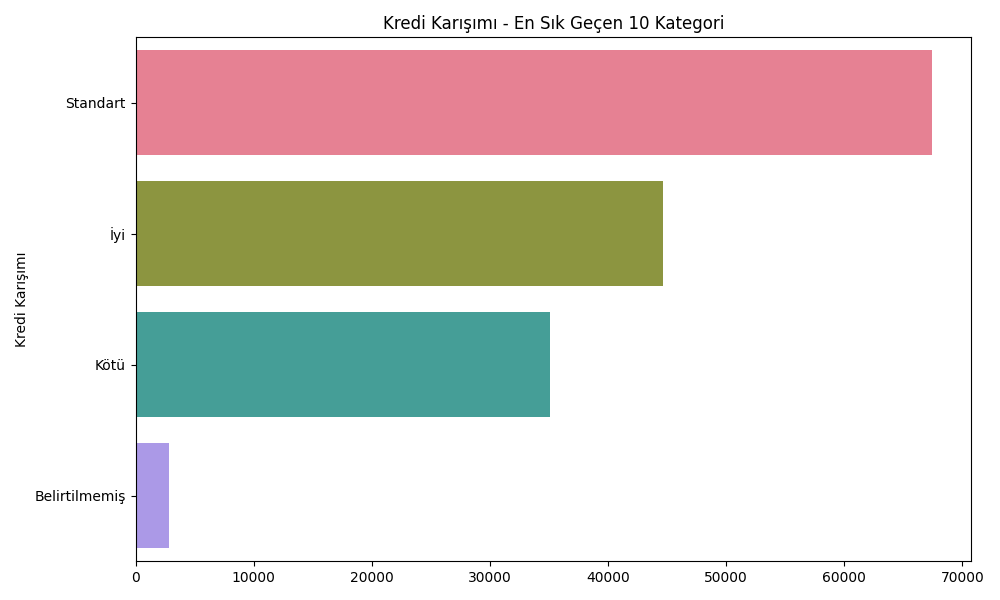 Kredi Karışımı - En Sık Geçen 10 Kategori
Kredi Karışımı
Standart
İyi
Kötü
Belirtilmemiş
0 10000 20000 30000 40000 50000 60000 70000